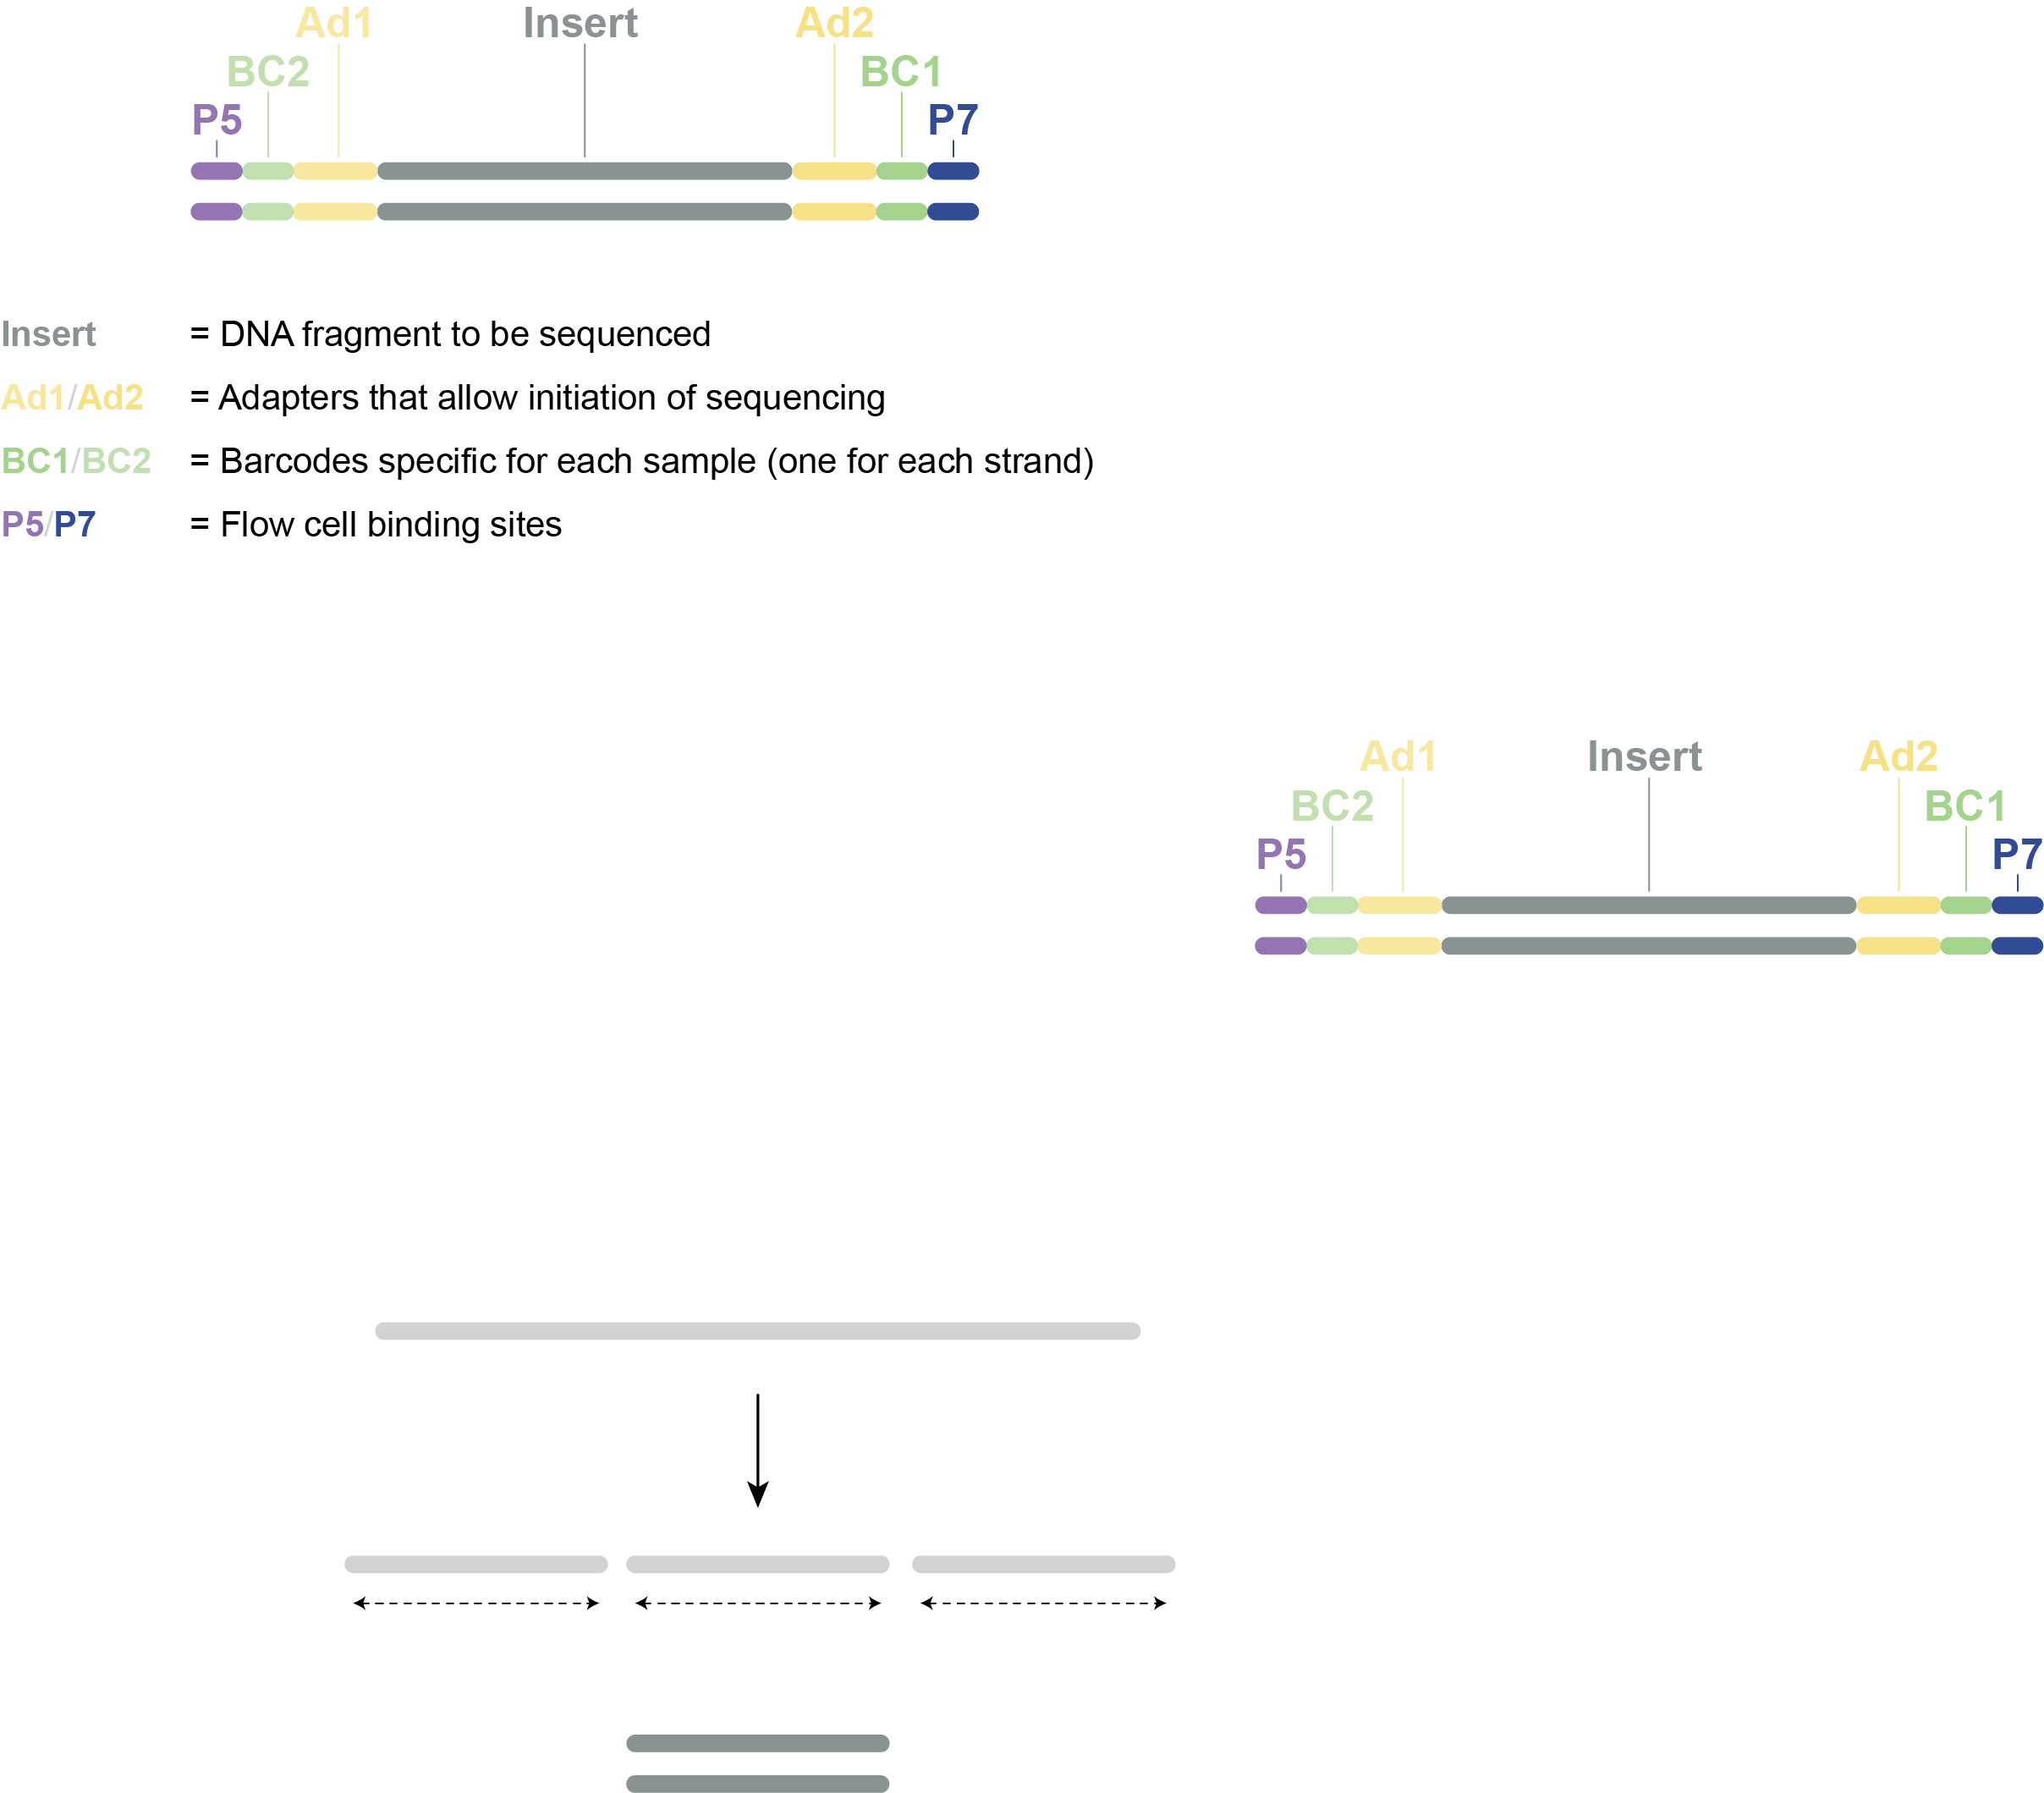 Ad1 Insert Ad2
BC2 BC1
P5 P7
Insert = DNA fragment to be sequenced
Ad1/Ad2 = Adapters that allow initiation of sequencing
BC1/BC2 = Barcodes specific for each sample (one for each strand)
P5/P7 = Flow cell binding sites
Ad1 Insert Ad2
BC2 BC1
P5 P7